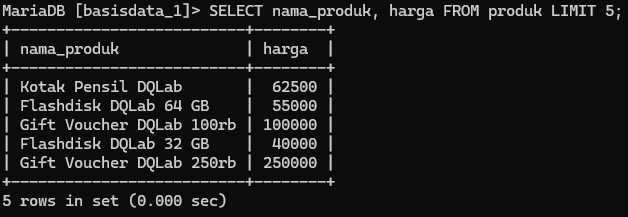 MariaDB [basisdata_1]> SELECT nama_produk, harga FROM produk LIMIT 5;
+-------------------------+--------+
| nama_produk             | harga  |
+-------------------------+--------+
| Kotak Pensil DQLab      |  62500 |
| Flashdisk DQLab 64 GB   |  55000 |
| Gift Voucher DQLab 100rb | 100000 |
| Flashdisk DQLab 32 GB   |  40000 |
| Gift Voucher DQLab 250rb | 250000 |
+-------------------------+--------+
5 rows in set (0.000 sec)